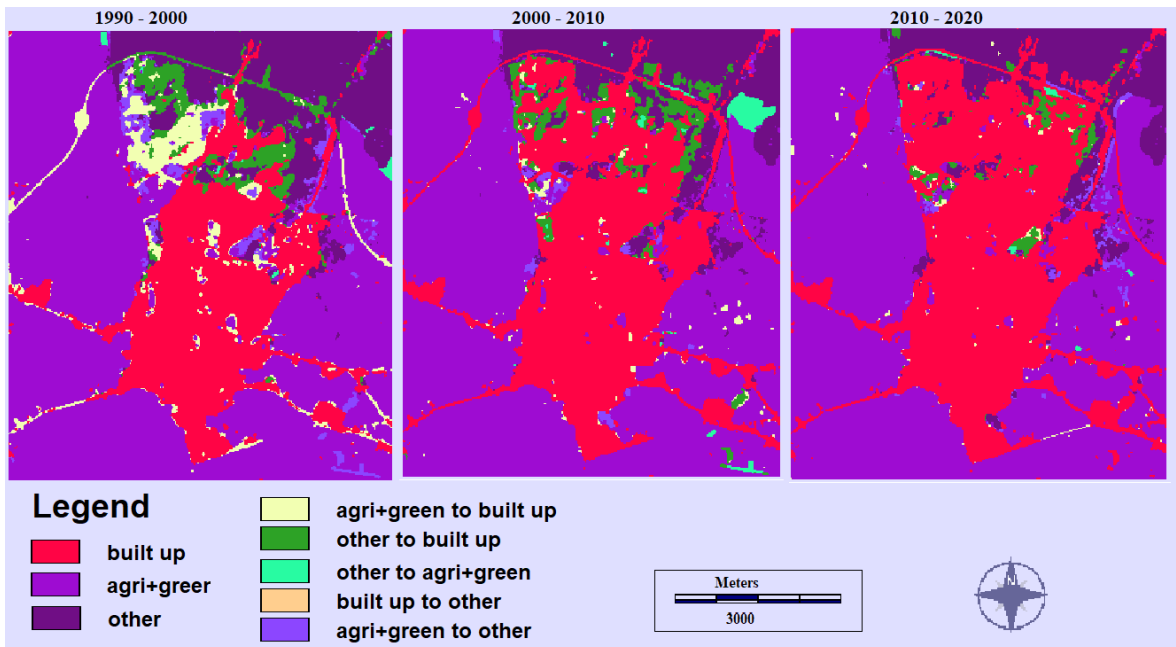 1990 - 2000
2000 - 2010
2010 - 2020
Legend
built up
agri+greer
other
agri+green to built up
other to built up
other to agri+green
built up to other
agri+green to other
Meters
3000
N